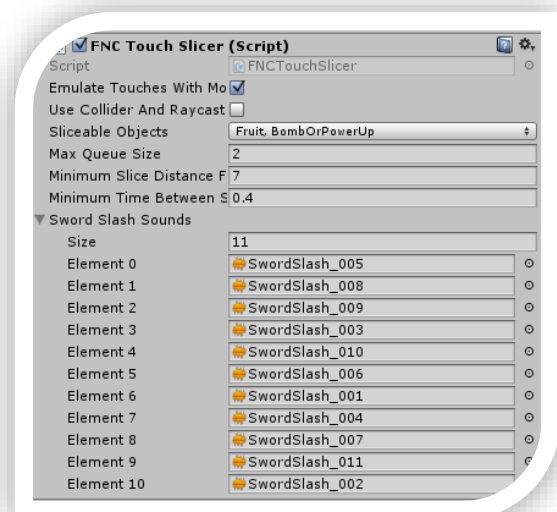 FNC Touch Slicer (Script)
Script FNCTouchSlicer
Emulate Touches With Mo
Use Collider And Raycast
Sliceable Objects Fruit, BombOrPowerUp
Max Queue Size 2
Minimum Slice Distance F 7
Minimum Time Between S 0.4
Sword Slash Sounds
Size 11
Element 0 SwordSlash_005
Element 1 SwordSlash_008
Element 2 SwordSlash_009
Element 3 SwordSlash_003
Element 4 SwordSlash_010
Element 5 SwordSlash_006
Element 6 SwordSlash_001
Element 7 SwordSlash_004
Element 8 SwordSlash_007
Element 9 SwordSlash_011
Element 10 SwordSlash_002